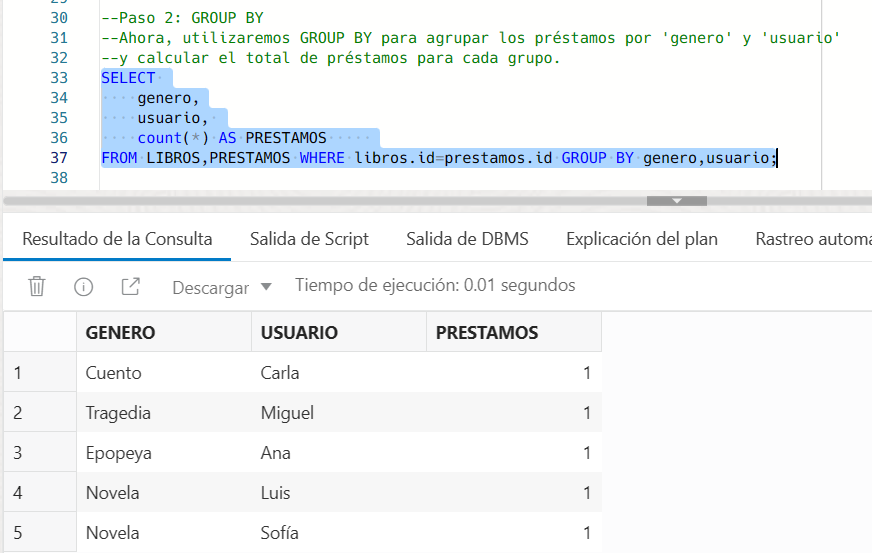 30 --Paso 2: GROUP BY
31 --Ahora, utilizaremos GROUP BY para agrupar los préstamos por 'genero' y 'usuario'
32 --y calcular el total de préstamos para cada grupo.
33 SELECT
34 genero,
35 usuario,
36 count(*) AS PRESTAMOS
37 FROM LIBROS,PRESTAMOS WHERE libros.id=prestamos.id GROUP BY genero,usuario;
38
Resultado de la Consulta Salida de Script Salida de DBMS Explicación del plan Rastreo automa
Descargar Tiempo de ejecución: 0.01 segundos
GENERO USUARIO PRESTAMOS
1 Cuento Carla 1
2 Tragedia Miguel 1
3 Epopeya Ana 1
4 Novela Luis 1
5 Novela Sofía 1